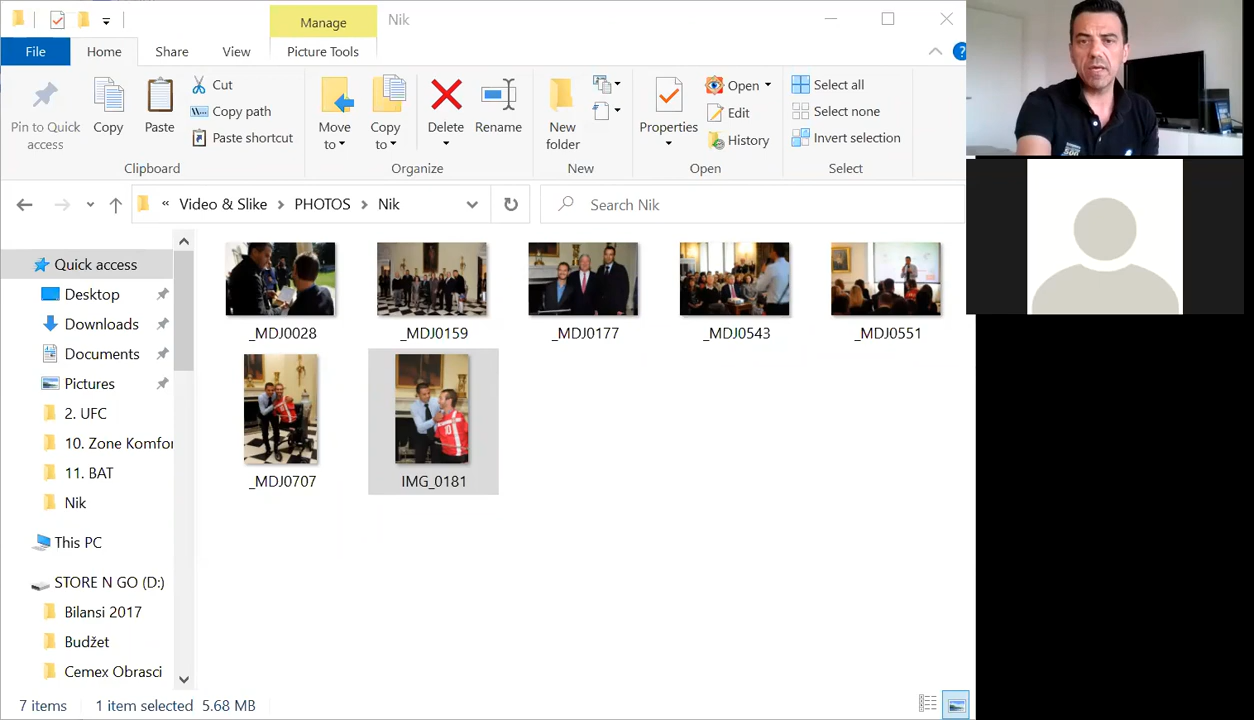 Manage
Nik
File
Home
Share
View
Picture Tools
?
Pin to Quick access
Copy
Paste
Cut
Copy path
Paste shortcut
Clipboard
Move to
Copy to
Delete
Rename
Organize
New folder
New
Properties
Open
Edit
History
Open
Select all
Select none
Invert selection
Select
« Video & Slike > PHOTOS > Nik
Search Nik
Quick access
Desktop
Downloads
Documents
Pictures
2. UFC
10. Zone Komfor
11. BAT
Nik
This PC
STORE N GO (D:)
Bilansi 2017
Budžet
Cemex Obrasci
_MDJ0028
_MDJ0159
_MDJ0177
_MDJ0543
_MDJ0551
_MDJ0707
IMG_0181
7 items
1 item selected 5.68 MB